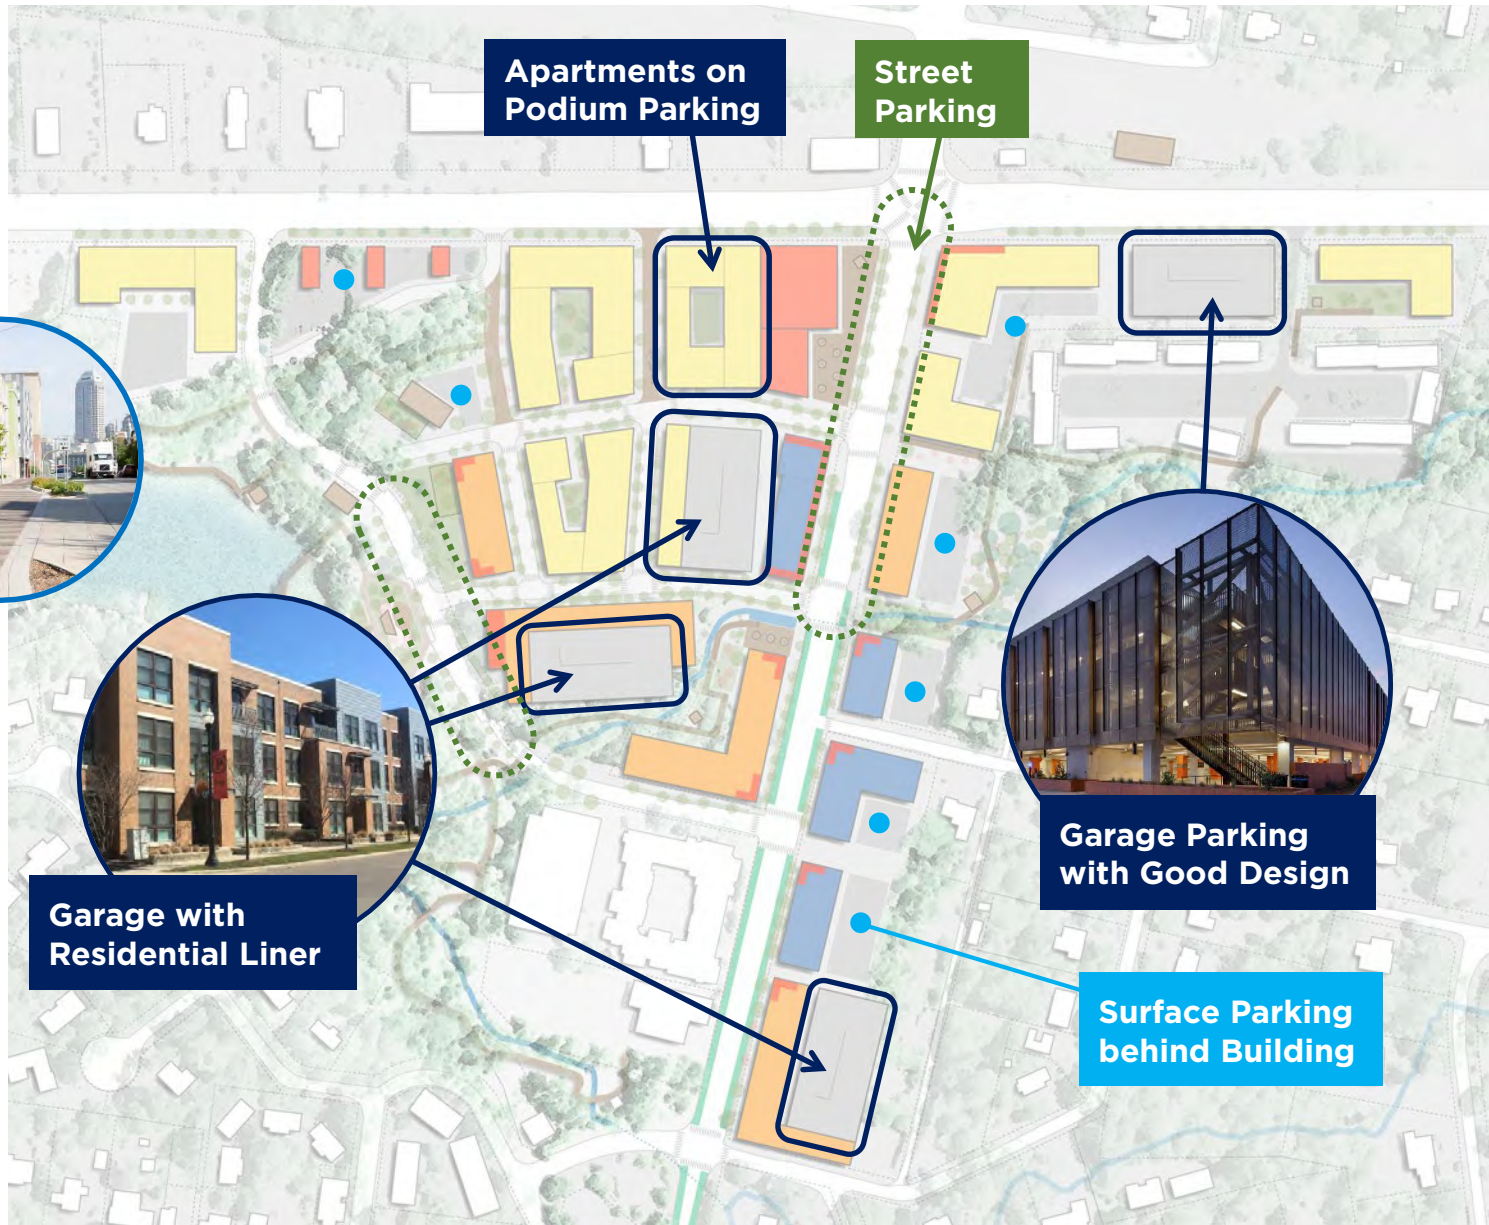 Apartments on
Podium Parking
Street
Parking
Garage Parking
with Good Design
Garage with
Residential Liner
Surface Parking
behind Building